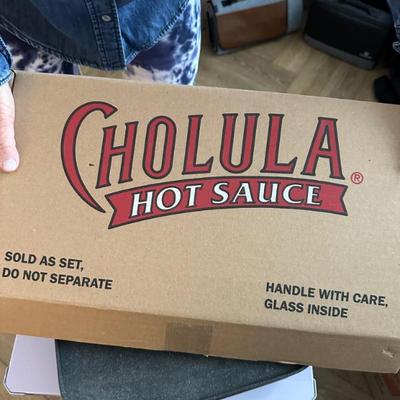 CHOLULA
HOT SAUCE ®
SOLD AS SET,
DO NOT SEPARATE
HANDLE WITH CARE,
GLASS INSIDE